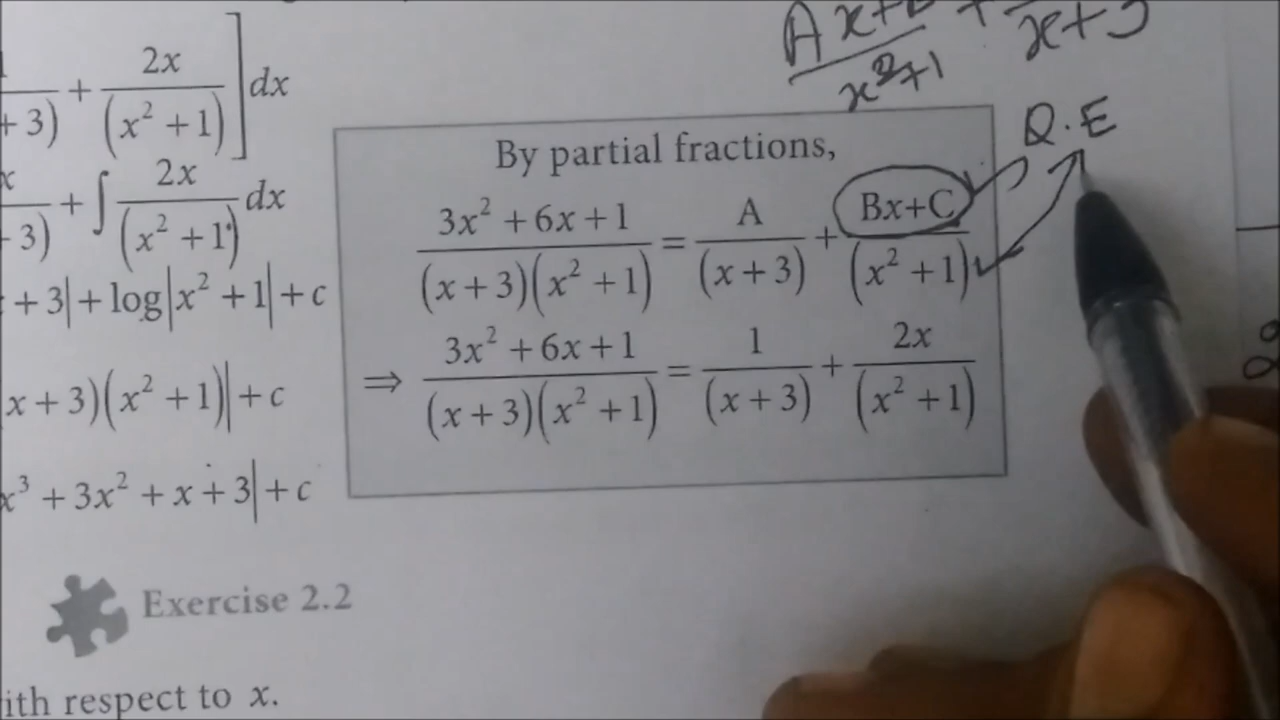 + 3) + 2x / (x² + 1) ] dx
+ ∫ 2x / (x² + 1) dx
3)
+ 3| + log|x² + 1| + c
x + 3)(x² + 1)| + c
x³ + 3x² + x + 3| + c
Ax+ / x²+1 + / x+3
Q.E
By partial fractions,
3x² + 6x + 1 / (x + 3)(x² + 1) = A / (x + 3) + Bx+C / (x² + 1)
⇒ 3x² + 6x + 1 / (x + 3)(x² + 1) = 1 / (x + 3) + 2x / (x² + 1)
Exercise 2.2
ith respect to x.